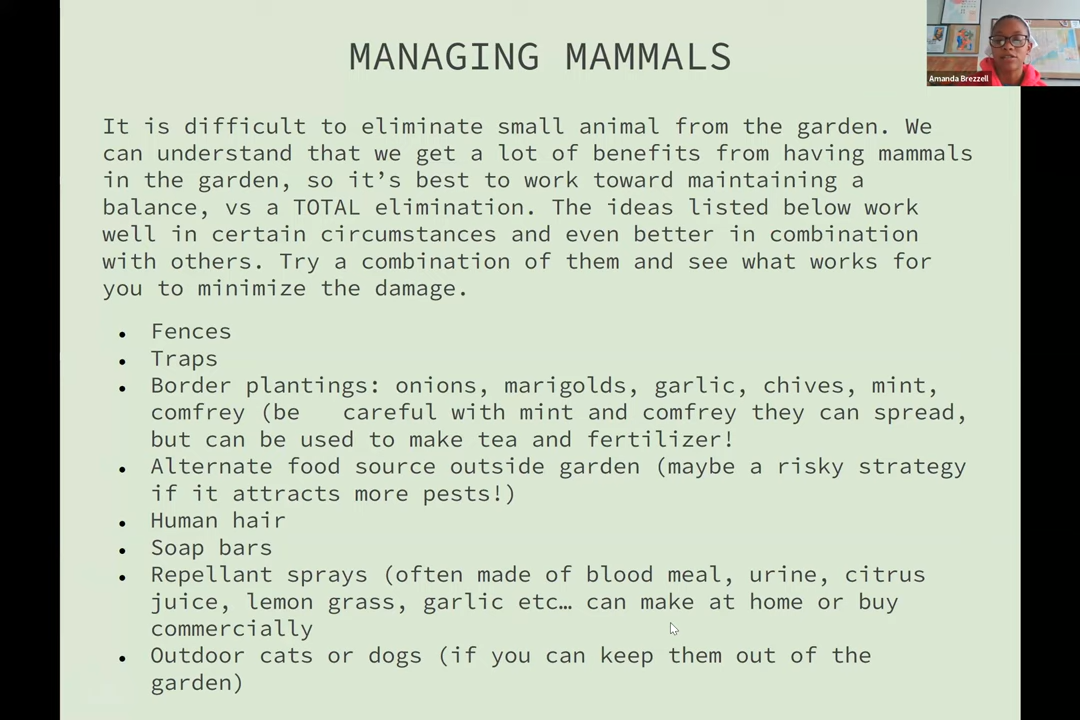 MANAGING MAMMALS
Amanda Brezzell
It is difficult to eliminate small animal from the garden. We
can understand that we get a lot of benefits from having mammals
in the garden, so it’s best to work toward maintaining a
balance, vs a TOTAL elimination. The ideas listed below work
well in certain circumstances and even better in combination
with others. Try a combination of them and see what works for
you to minimize the damage.
• Fences
• Traps
• Border plantings: onions, marigolds, garlic, chives, mint,
comfrey (be careful with mint and comfrey they can spread,
but can be used to make tea and fertilizer!
• Alternate food source outside garden (maybe a risky strategy
if it attracts more pests!)
• Human hair
• Soap bars
• Repellant sprays (often made of blood meal, urine, citrus
juice, lemon grass, garlic etc… can make at home or buy
commercially
• Outdoor cats or dogs (if you can keep them out of the
garden)